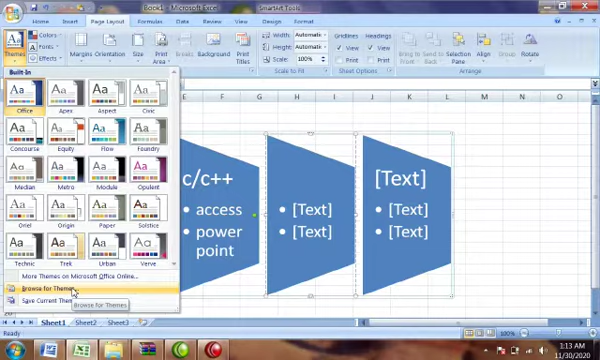 Book1 - Microsoft Excel
SmartArt Tools
Home
Insert
Page Layout
Formulas
Data
Review
View
Design
Format
Themes
Colors
Fonts
Effects
Margins
Orientation
Size
Print Area
Breaks
Background
Print Titles
Width: Automatic
Height: Automatic
Scale: 100%
Scale to Fit
Gridlines
View
Print
Headings
View
Print
Sheet Options
Bring to Front
Send to Back
Selection Pane
Align
Group
Rotate
Arrange
Built-In
Office
Apex
Aspect
Civic
Concourse
Equity
Flow
Foundry
Median
Metro
Module
Opulent
Oriel
Origin
Paper
Solstice
Technic
Trek
Urban
Verve
More Themes on Microsoft Office Online...
Browse for Themes...
Save Current Them
Browse for Themes
E
F
G
H
I
J
K
L
M
N
O
c/c++
• access
• power
point
• [Text]
• [Text]
[Text]
• [Text]
• [Text]
Sheet1
Sheet2
Sheet3
Ready
100%
1:13 AM
11/30/2020